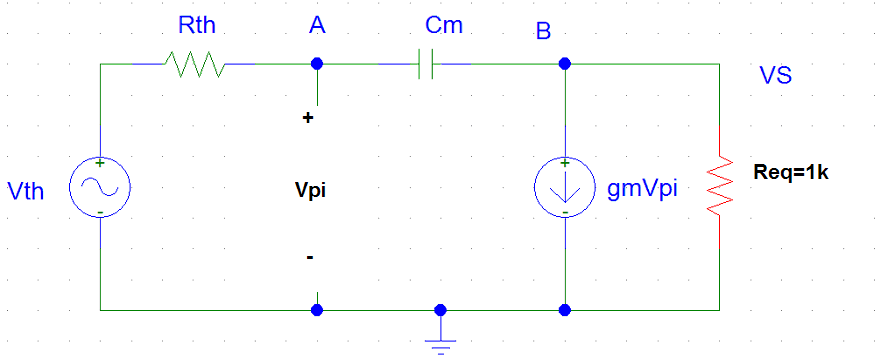 Rth
A
Cm
B
VS
+
+
+
Vth
Vpi
gmVpi
Req=1k
-
-
-